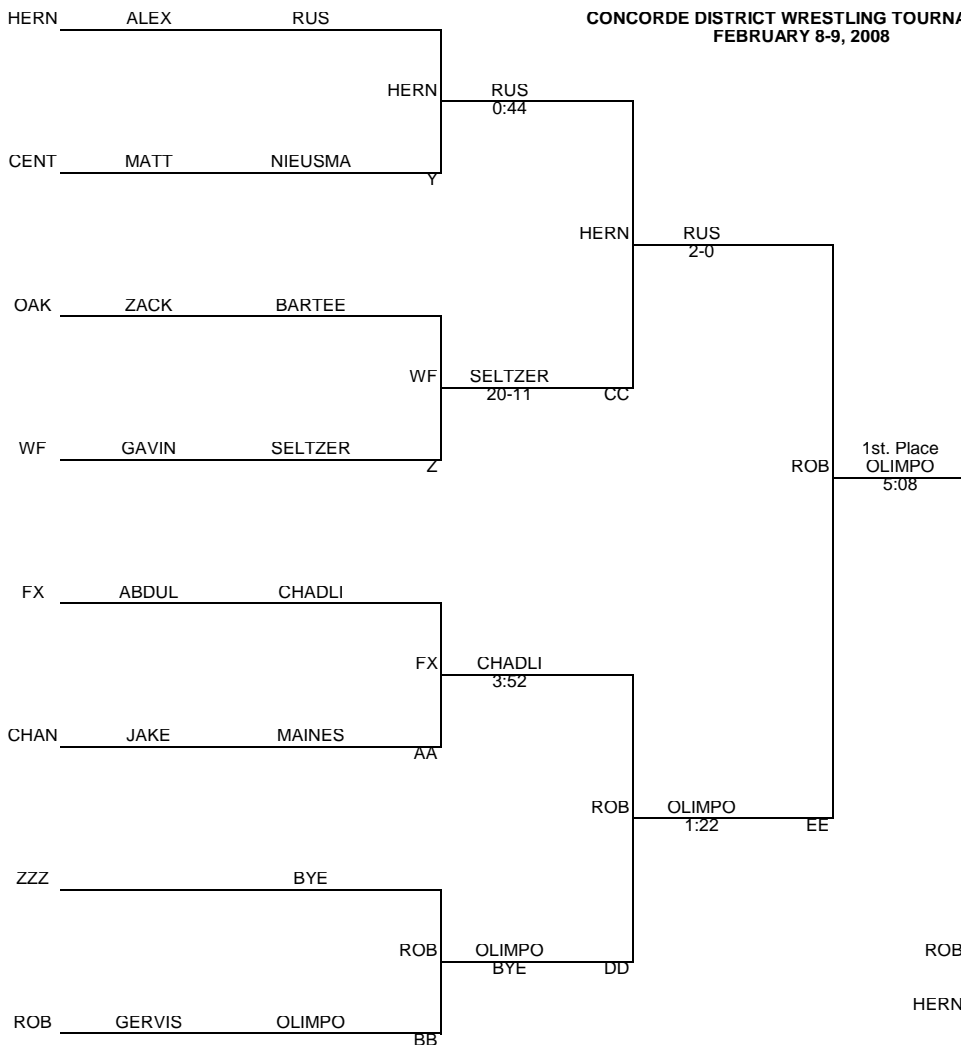 HERN ALEX RUS
CONCORDE DISTRICT WRESTLING TOURNA
FEBRUARY 8-9, 2008
HERN RUS
0:44
CENT MATT NIEUSMA
Y
HERN RUS
2-0
OAK ZACK BARTEE
WF SELTZER
20-11 CC
WF GAVIN SELTZER
Z
1st. Place
ROB OLIMPO
5:08
FX ABDUL CHADLI
FX CHADLI
3:52
CHAN JAKE MAINES
AA
ROB OLIMPO
1:22 EE
ZZZ BYE
ROB OLIMPO
BYE DD
ROB
HERN
ROB GERVIS OLIMPO
BB